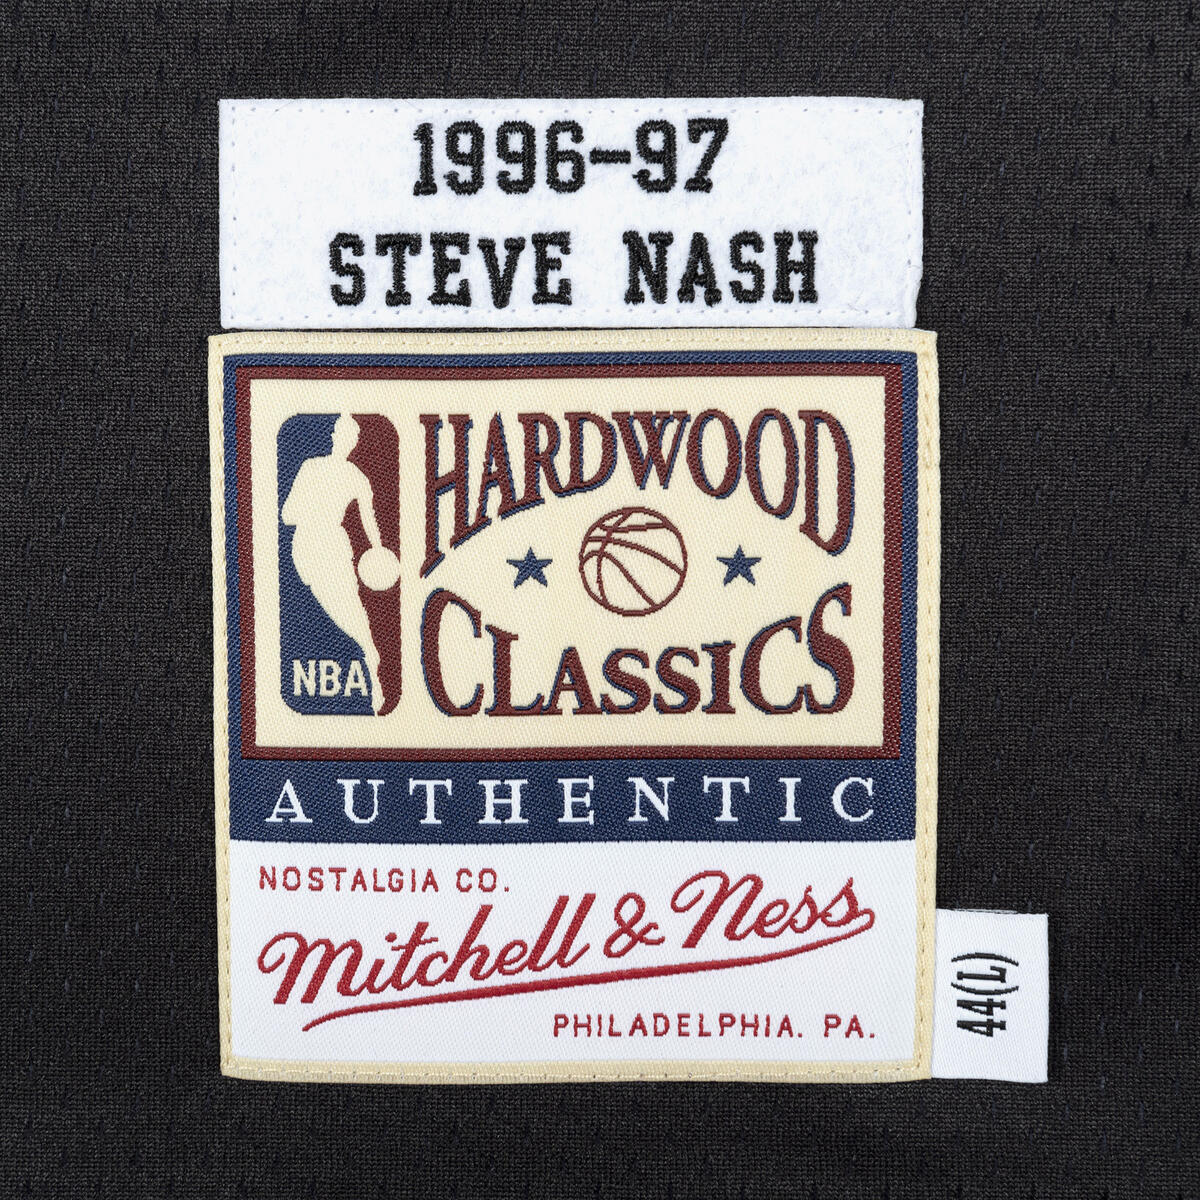 1996-97
STEVE NASH
HARDWOOD
CLASSICS
NBA
AUTHENTIC
NOSTALGIA CO.
Mitchell & Ness
PHILADELPHIA. PA.
44(L)